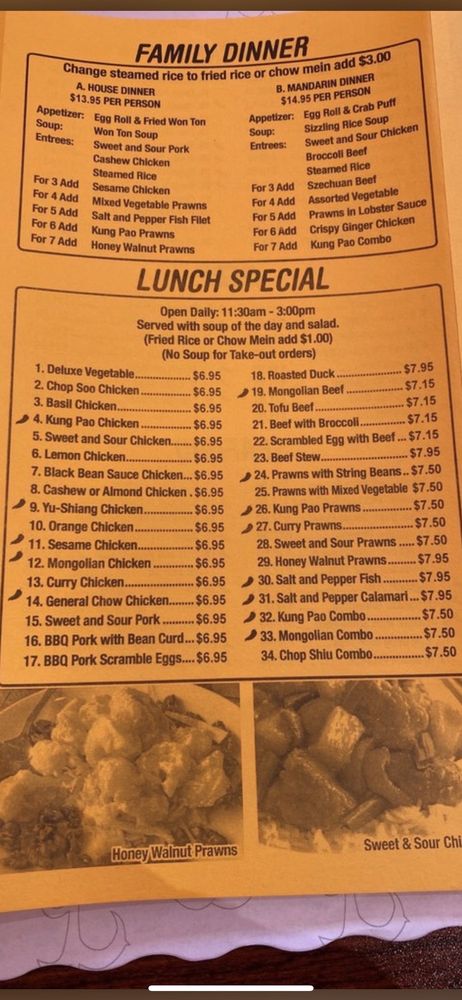 FAMILY DINNER
Change steamed rice to fried rice or chow mein add $3.00
A. HOUSE DINNER
$13.95 PER PERSON
Appetizer: Egg Roll & Fried Won Ton
Soup: Won Ton Soup
Entrees: Sweet and Sour Pork
Cashew Chicken
Steamed Rice
For 3 Add Sesame Chicken
For 4 Add Mixed Vegetable Prawns
For 5 Add Salt and Pepper Fish Filet
For 6 Add Kung Pao Prawns
For 7 Add Honey Walnut Prawns
B. MANDARIN DINNER
$14.95 PER PERSON
Appetizer: Egg Roll & Crab Puff
Soup: Sizzling Rice Soup
Entrees: Sweet and Sour Chicken
Broccoli Beef
Steamed Rice
For 3 Add Szechuan Beef
For 4 Add Assorted Vegetable
For 5 Add Prawns in Lobster Sauce
For 6 Add Crispy Ginger Chicken
For 7 Add Kung Pao Combo
LUNCH SPECIAL
Open Daily: 11:30am - 3:00pm
Served with soup of the day and salad.
(Fried Rice or Chow Mein add $1.00)
(No Soup for Take-out orders)
1. Deluxe Vegetable.................... $6.95
2. Chop Soo Chicken................... $6.95
3. Basil Chicken.......................... $6.95
4. Kung Pao Chicken.................. $6.95
5. Sweet and Sour Chicken....... $6.95
6. Lemon Chicken...................... $6.95
7. Black Bean Sauce Chicken... $6.95
8. Cashew or Almond Chicken . $6.95
9. Yu-Shiang Chicken................ $6.95
10. Orange Chicken..................... $6.95
11. Sesame Chicken.................... $6.95
12. Mongolian Chicken ............... $6.95
13. Curry Chicken........................ $6.95
14. General Chow Chicken......... $6.95
15. Sweet and Sour Pork ............ $6.95
16. BBQ Pork with Bean Curd... $6.95
17. BBQ Pork Scramble Eggs.... $6.95
18. Roasted Duck ........................ $7.95
19. Mongolian Beef ..................... $7.15
20. Tofu Beef............................... $7.15
21. Beef with Broccoli.................. $7.15
22. Scrambled Egg with Beef ... $7.15
23. Beef Stew.............................. $7.95
24. Prawns with String Beans.. $7.50
25. Prawns with Mixed Vegetable $7.50
26. Kung Pao Prawns.................. $7.50
27. Curry Prawns......................... $7.50
28. Sweet and Sour Prawns ..... $7.50
29. Honey Walnut Prawns......... $7.95
30. Salt and Pepper Fish ........... $7.95
31. Salt and Pepper Calamari... $7.95
32. Kung Pao Combo................. $7.50
33. Mongolian Combo................ $7.50
34. Chop Shiu Combo................ $7.50
Honey Walnut Prawns
Sweet & Sour Chi